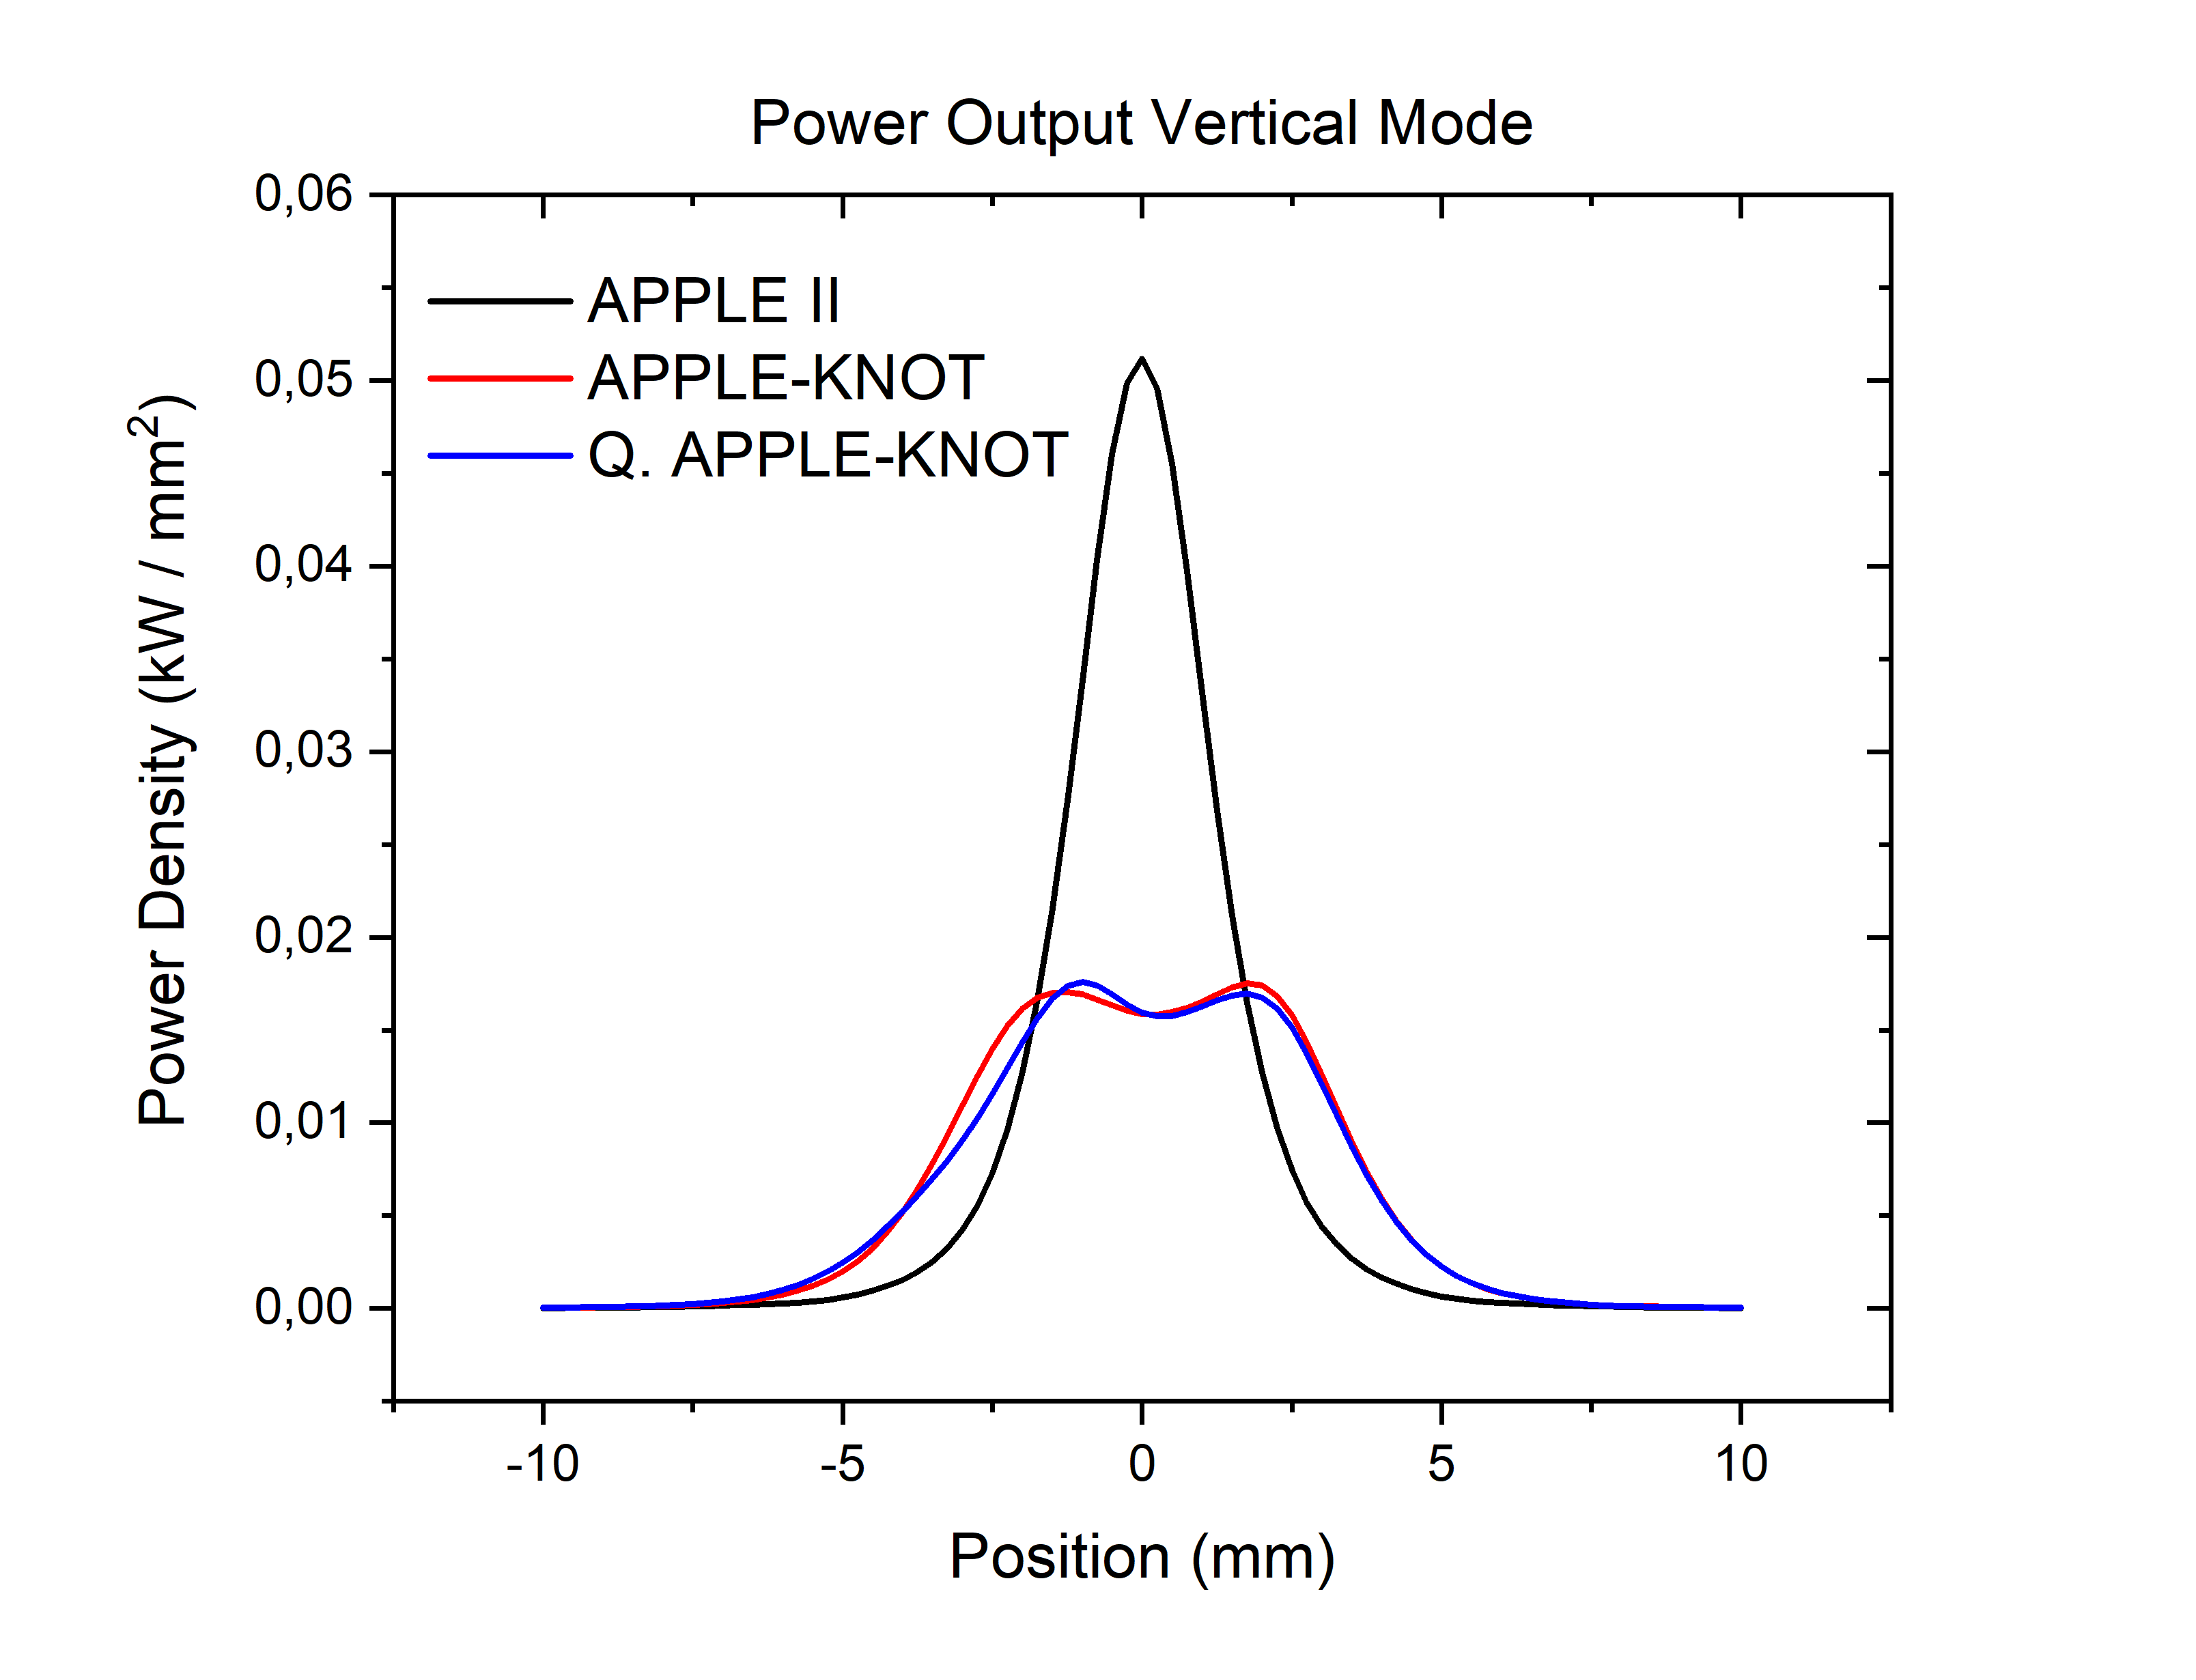 Power Output Vertical Mode
0,06
0,05
0,04
0,03
0,02
0,01
0,00
Power Density (kW / mm²)
APPLE II
APPLE-KNOT
Q. APPLE-KNOT
-10 -5 0 5 10
Position (mm)